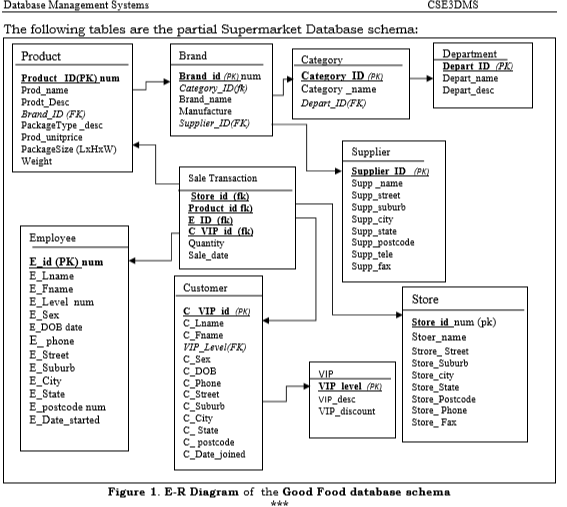 Database Management Systems CSE3DMS
The following tables are the partial Supermarket Database schema:
Product
Product_ID(PK) num
Prod_name
Prodt_Desc
Brand_ID (FK)
PackageType_desc
Prod_unitprice
PackageSize (LxHxW)
Weight
Brand
Brand_id (PK) num
Category_ID(fk)
Brand_name
Manufacture
Supplier_ID(FK)
Category
Category_ID (PK)
Category_name
Depart_ID(FK)
Department
Depart_ID (PK)
Depart_name
Depart_desc
Supplier
Supplier_ID (PK)
Supp_name
Supp_street
Supp_suburb
Supp_city
Supp_state
Supp_postcode
Supp_tele
Supp_fax
Sale Transaction
Store_id (fk)
Product_id fk)
E_ID (fk)
C_VIP_id (fk)
Quantity
Sale_date
Employee
E_id (PK) num
E_Lname
E_Fname
E_Level num
E_Sex
E_DOB date
E_ phone
E_Street
E_Suburb
E_City
E_State
E_postcode num
E_Date_started
Customer
C_VIP_id (PK)
C_Lname
C_Fname
VIP_Level(FK)
C_Sex
C_DOB
C_Phone
C_Street
C_Suburb
C_City
C_ State
C_ postcode
C_Date_joined
VIP
VIP_level (PK)
VIP_desc
VIP_discount
Store
Store_id_num (pk)
Stoer_name
Strore_ Street
Store_Suburb
Store_city
Store_State
Store_Postcode
Store_ Phone
Store_ Fax
Figure 1. E-R Diagram of the Good Food database schema
***